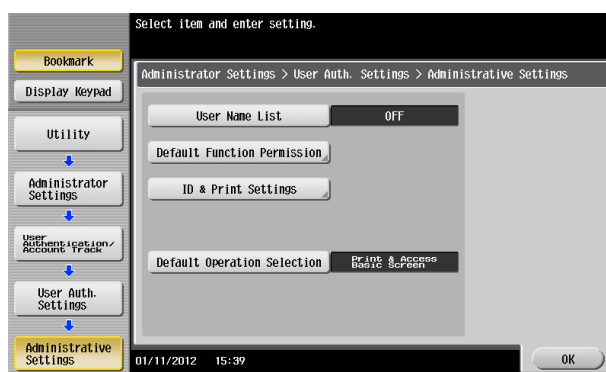 Select item and enter setting.
Bookmark
Display Keypad
Utility
Administrator
Settings
User
Authentication/
Account Track
User Auth.
Settings
Administrative
Settings
Administrator Settings > User Auth. Settings > Administrative Settings
User Name List
OFF
Default Function Permission
ID & Print Settings
Default Operation Selection
Print & Access
Basic Screen
01/11/2012 15:39
OK